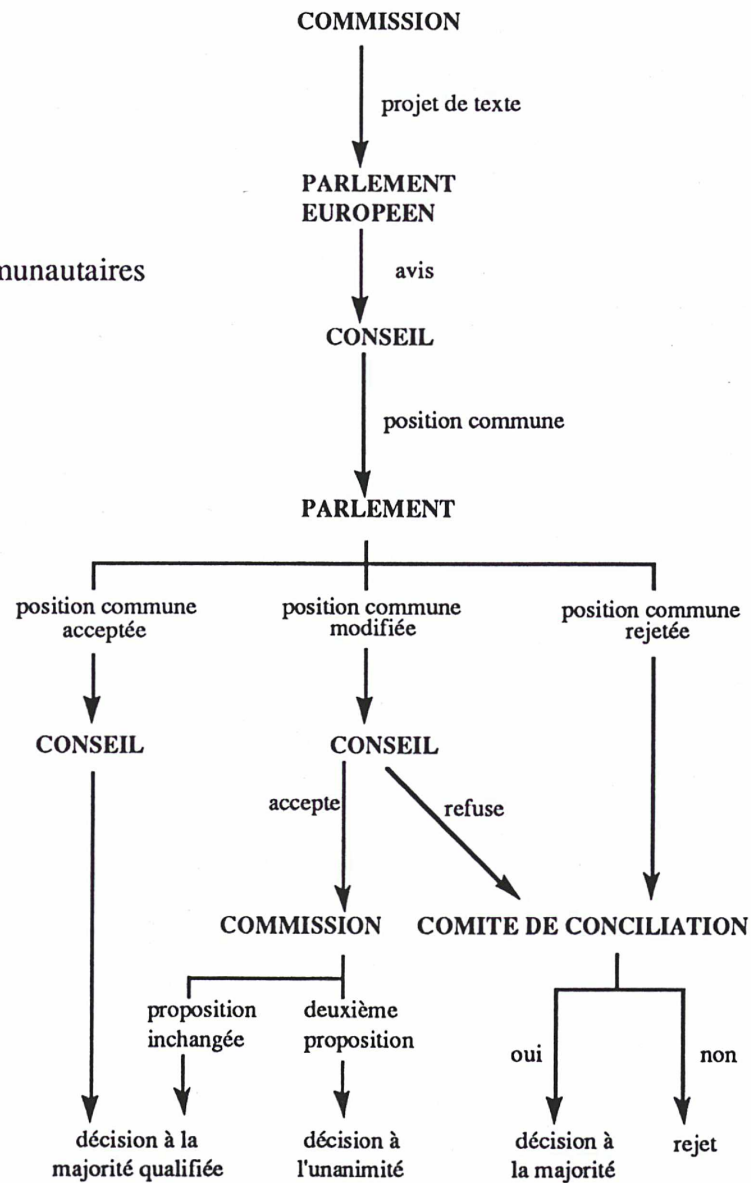 COMMISSION
projet de texte
PARLEMENT
EUROPEEN
munautaires
avis
CONSEIL
position commune
PARLEMENT
position commune
acceptée
position commune
modifiée
position commune
rejetée
CONSEIL
CONSEIL
accepte
refuse
COMMISSION
COMITE DE CONCILIATION
proposition
inchangée
deuxième
proposition
oui
non
décision à la
majorité qualifiée
décision à
l'unanimité
décision à
la majorité
rejet